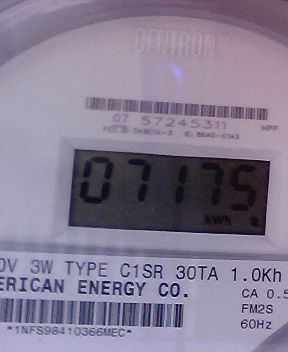 CENTRON
07 57245311
07175
kWh
0V 3W TYPE C1SR 30TA 1.0Kh
ERICAN ENERGY CO.
CA 0.5
FM2S
60Hz
*1NFS98410366MEC*